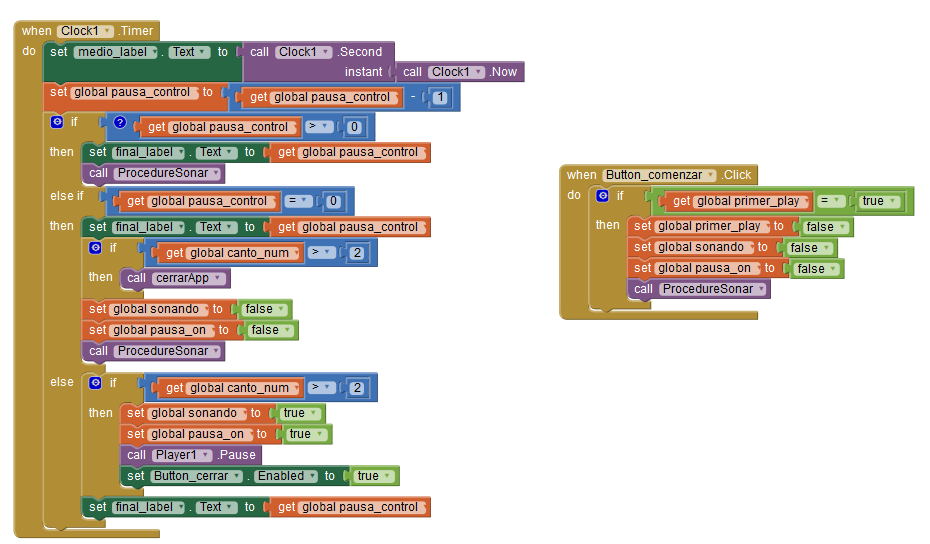 when Clock1 .Timer
do set medio_label . Text to call Clock1 .Second
instant call Clock1 .Now
set global pausa_control to get global pausa_control - 1
if ? get global pausa_control > 0
then set final_label . Text to get global pausa_control
call ProcedureSonar
else if get global pausa_control = 0
then set final_label . Text to get global pausa_control
if get global canto_num > 2
then call cerrarApp
set global sonando to false
set global pausa_on to false
call ProcedureSonar
else if get global canto_num > 2
then set global sonando to true
set global pausa_on to true
call Player1 .Pause
set Button_cerrar . Enabled to true
set final_label . Text to get global pausa_control
when Button_comenzar .Click
do if get global primer_play = true
then set global primer_play to false
set global sonando to false
set global pausa_on to false
call ProcedureSonar